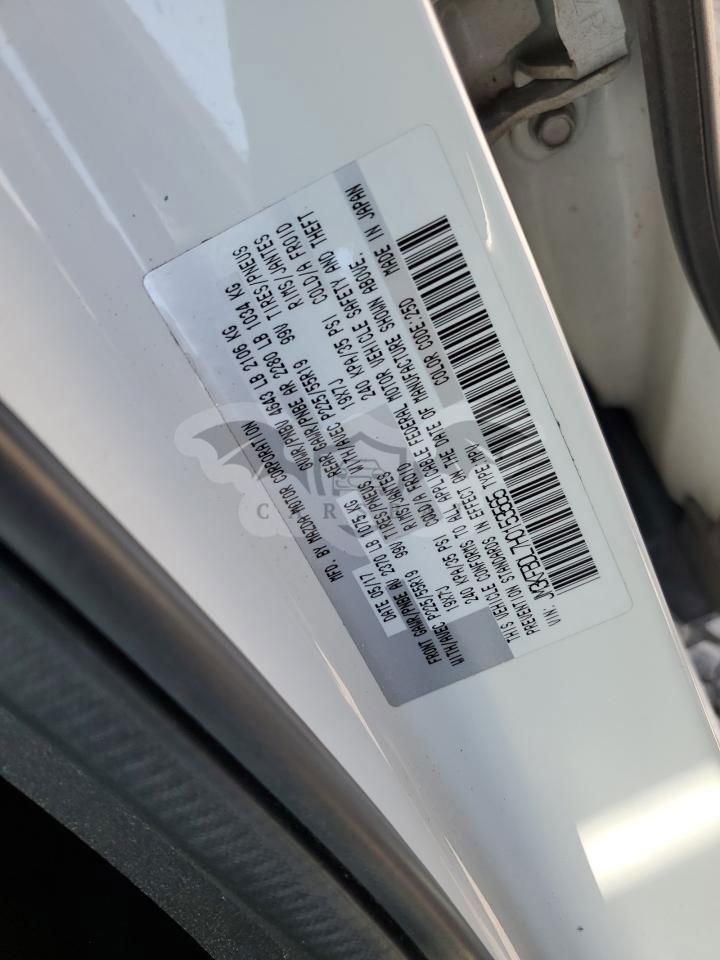 MFD. BY MAZDA MOTOR CORPORATION
DATE 05/17 GVWR/PNBV 4643 LB 2106 KG
FRONT GAWR/PNBE AV 2370 LB 1075 KG REAR GAWR/PNBE AR 2280 LB 1034 KG
WITH/AVEC P225/55R19 99V TIRES/PNEUS WITH/AVEC P225/55R19 99V TIRES/PNEUS
19X7J RIMS/JANTES 19X7J RIMS/JANTES
240 KPA/35 PSI COLD/A FROID 240 KPA/35 PSI COLD/A FROID
THIS VEHICLE CONFORMS TO ALL APPLICABLE FEDERAL MOTOR VEHICLE SAFETY AND THEFT
PREVENTION STANDARDS IN EFFECT ON THE DATE OF MANUFACTURE SHOWN ABOVE.
VIN: TYPE: COLOR CODE:25D MADE IN JAPAN